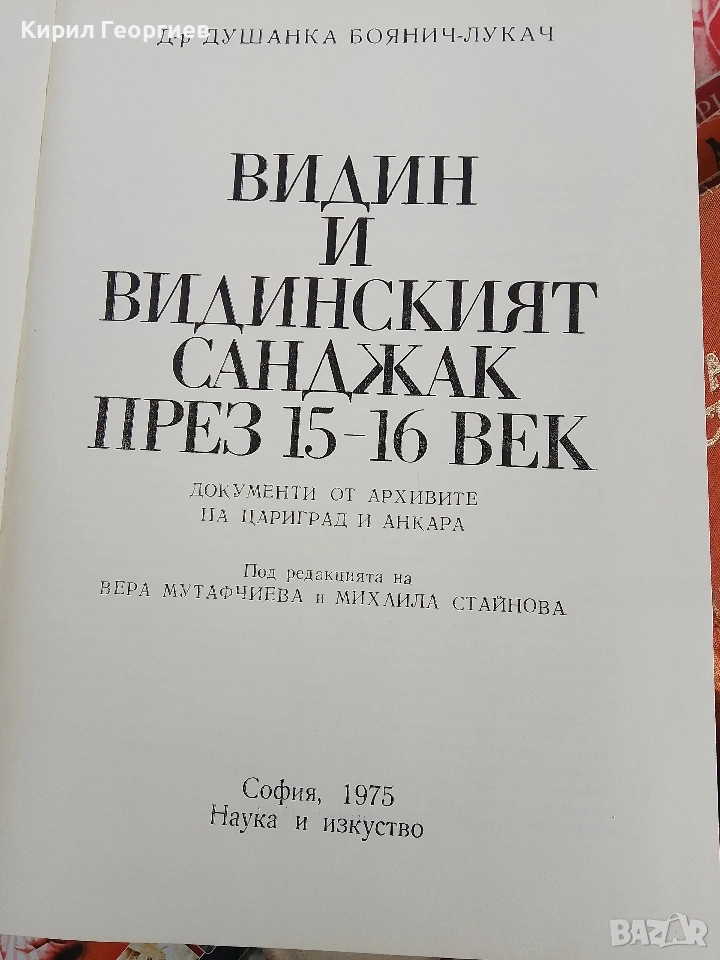 Кирил Георгиев
Д-р ДУШАНКА БОЯНИЧ-ЛУКАЧ
ВИДИН
И
ВИДИНСКИЯТ
САНДЖАК
ПРЕЗ 15-16 ВЕК
ДОКУМЕНТИ ОТ АРХИВИТЕ
НА ЦАРИГРАД И АНКАРА
Под редакцията на
ВЕРА МУТАФЧИЕВА и МИХАИЛА СТАЙНОВА
София, 1975
Наука и изкуство
BAZAR